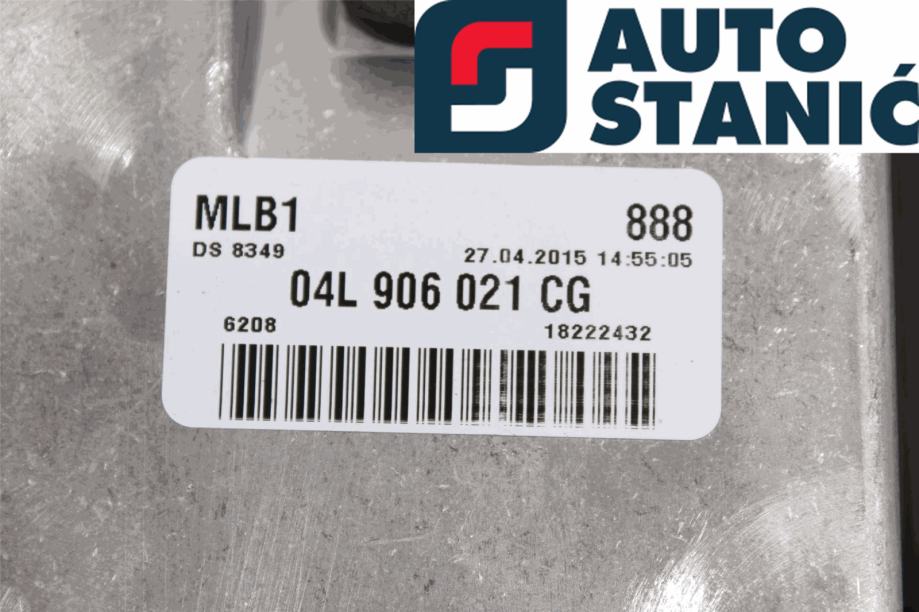 AUTO
STANIĆ
MLB1 888
DS 8349 27.04.2015 14:55:05
04L 906 021 CG
6208 18222432